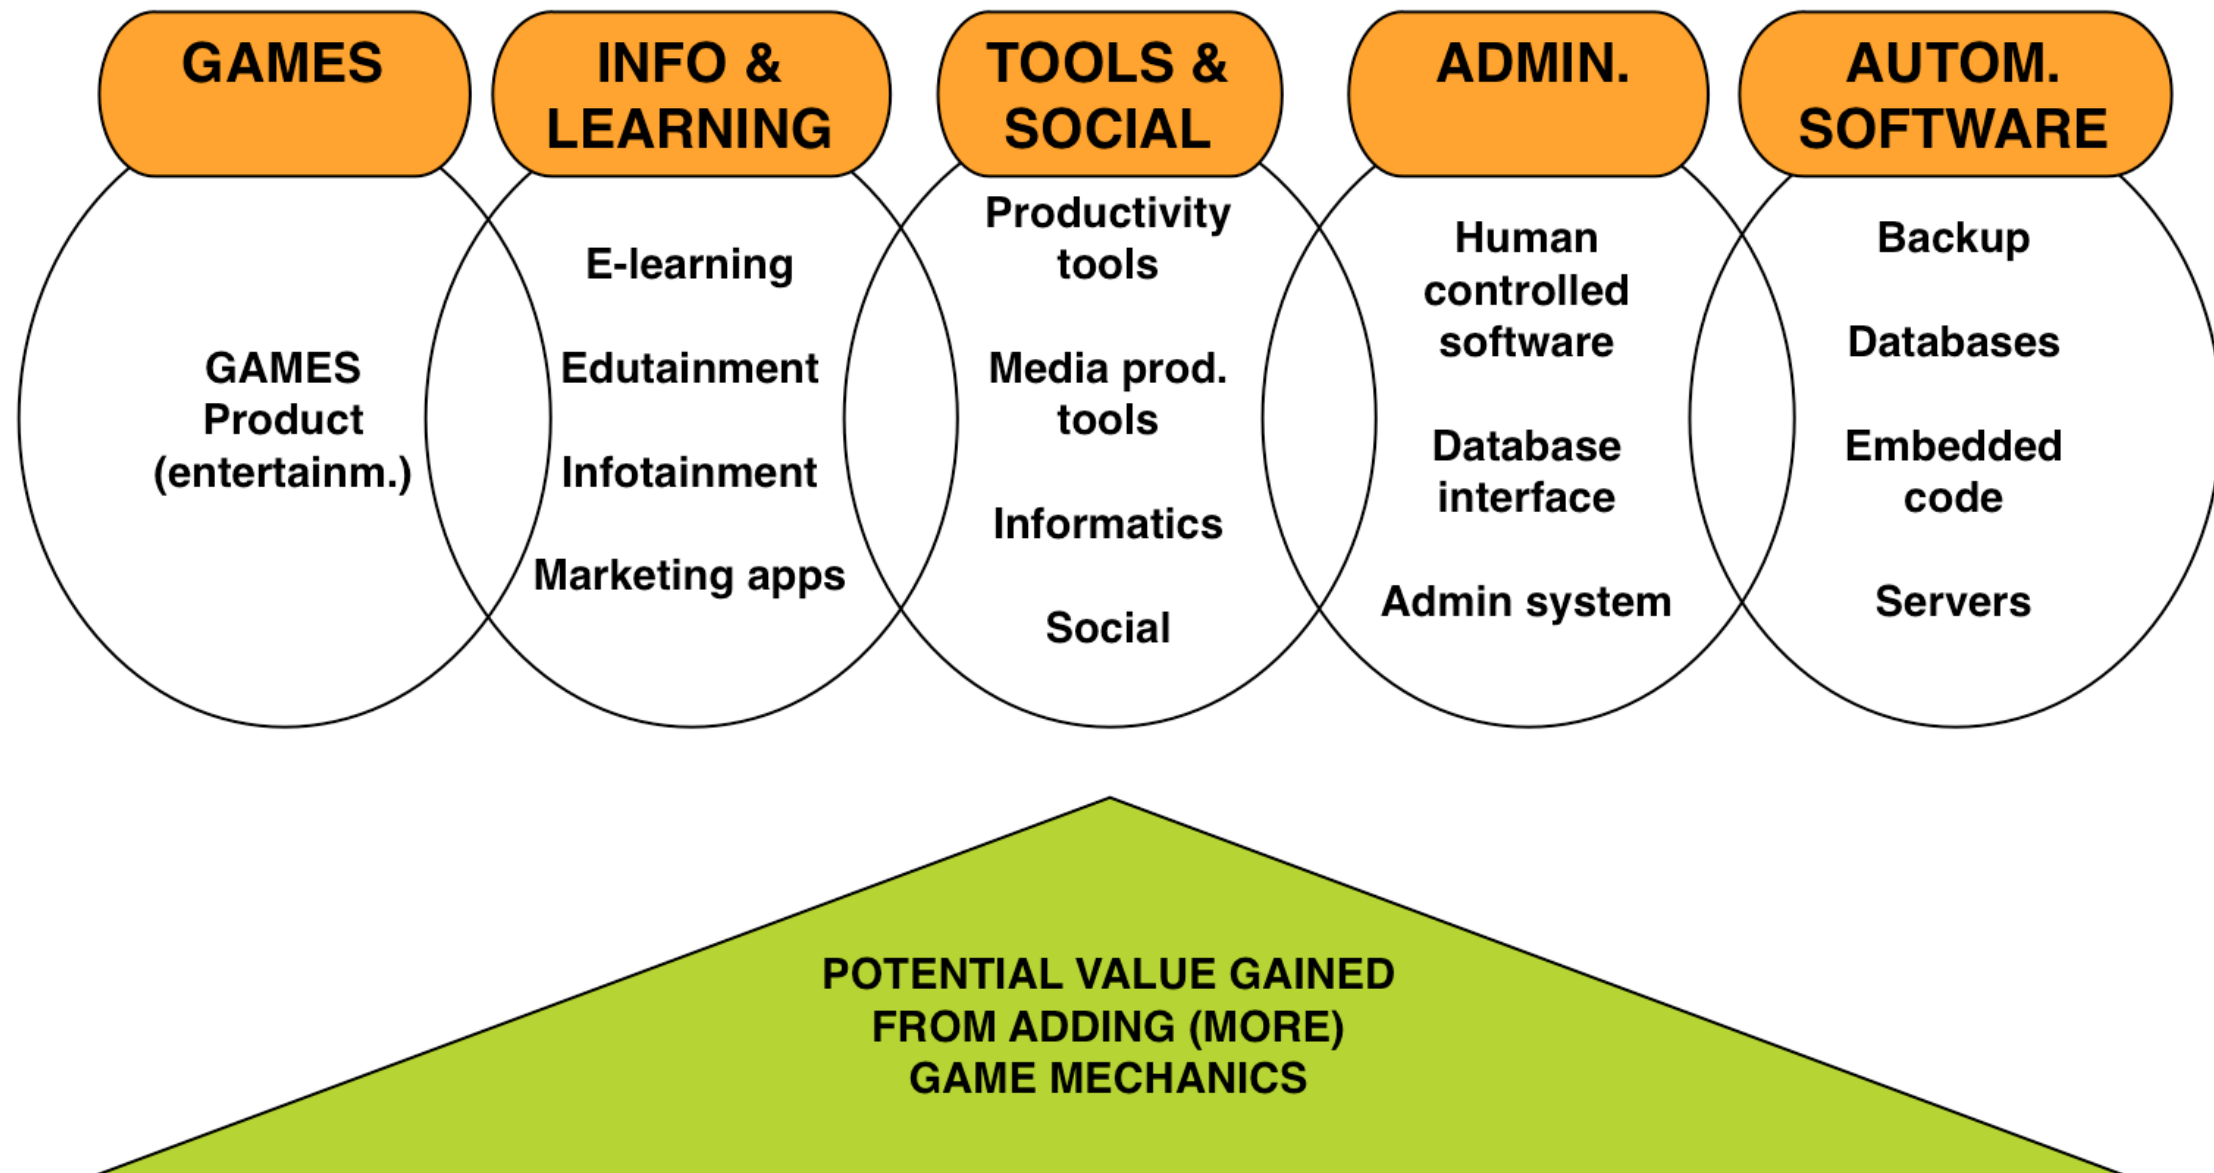 GAMES
INFO &
LEARNING
TOOLS &
SOCIAL
ADMIN.
AUTOM.
SOFTWARE
GAMES
Product
(entertainm.)
E-learning
Edutainment
Infotainment
Marketing apps
Productivity
tools
Media prod.
tools
Informatics
Social
Human
controlled
software
Database
interface
Admin system
Backup
Databases
Embedded
code
Servers
POTENTIAL VALUE GAINED
FROM ADDING (MORE)
GAME MECHANICS